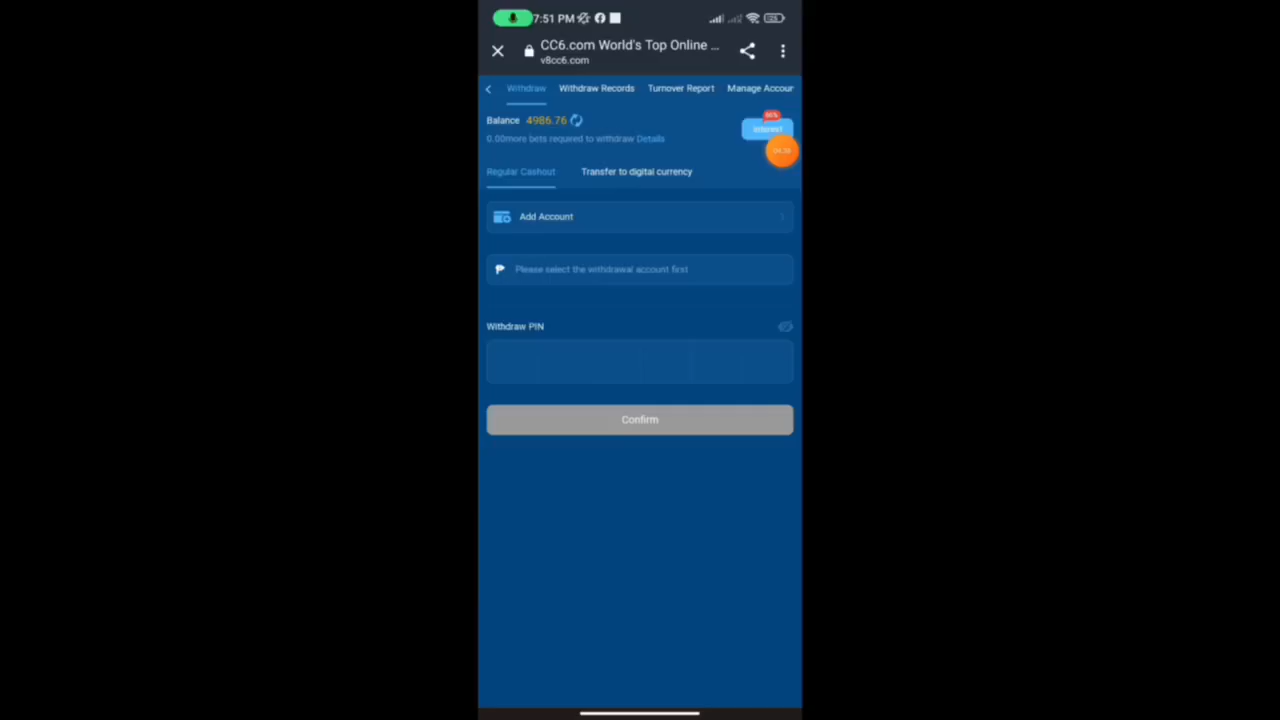 7:51 PM
CC6.com World's Top Online ...
v8cc6.com
Withdraw Withdraw Records Turnover Report Manage Accour
Balance 4986.76
Interest
0.00more bets required to withdraw Details
Regular Cashout Transfer to digital currency
Add Account
Please select the withdrawal account first
Withdraw PIN
Confirm